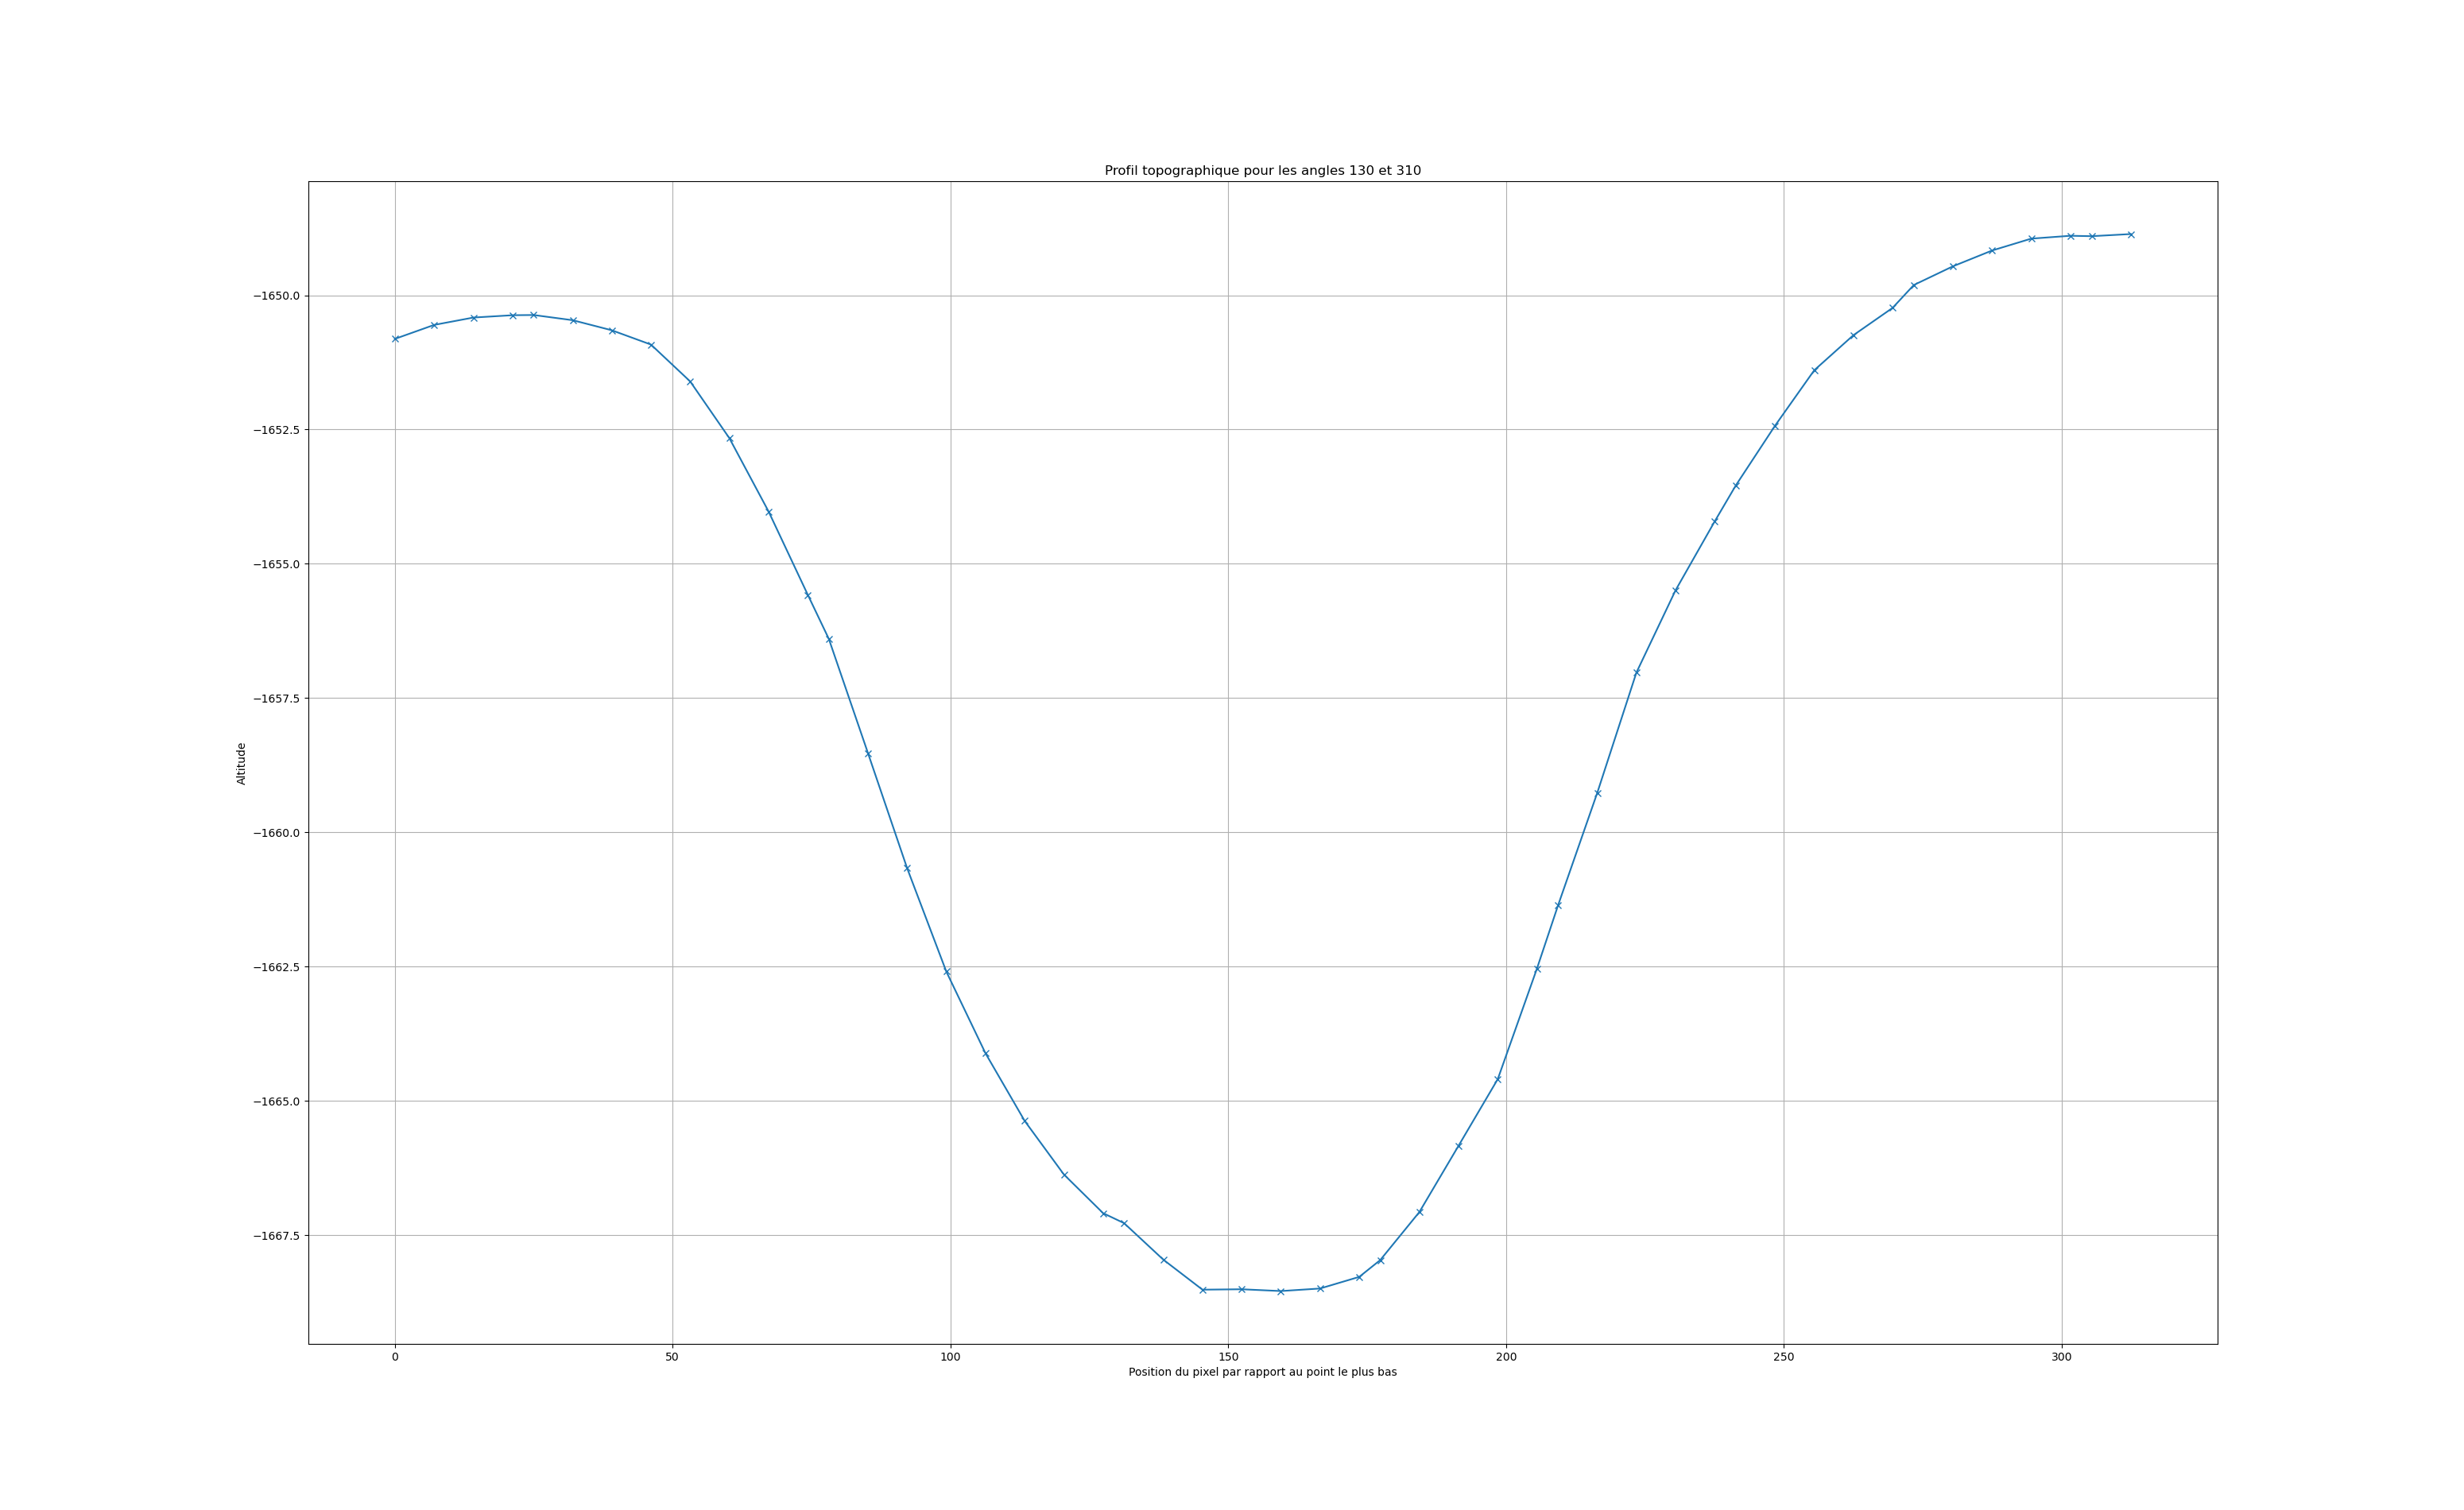 Profil topographique pour les angles 130 et 310
−1650.0
−1652.5
−1655.0
−1657.5
−1660.0
−1662.5
−1665.0
−1667.5
Altitude
0 50 100 150 200 250 300
Position du pixel par rapport au point le plus bas